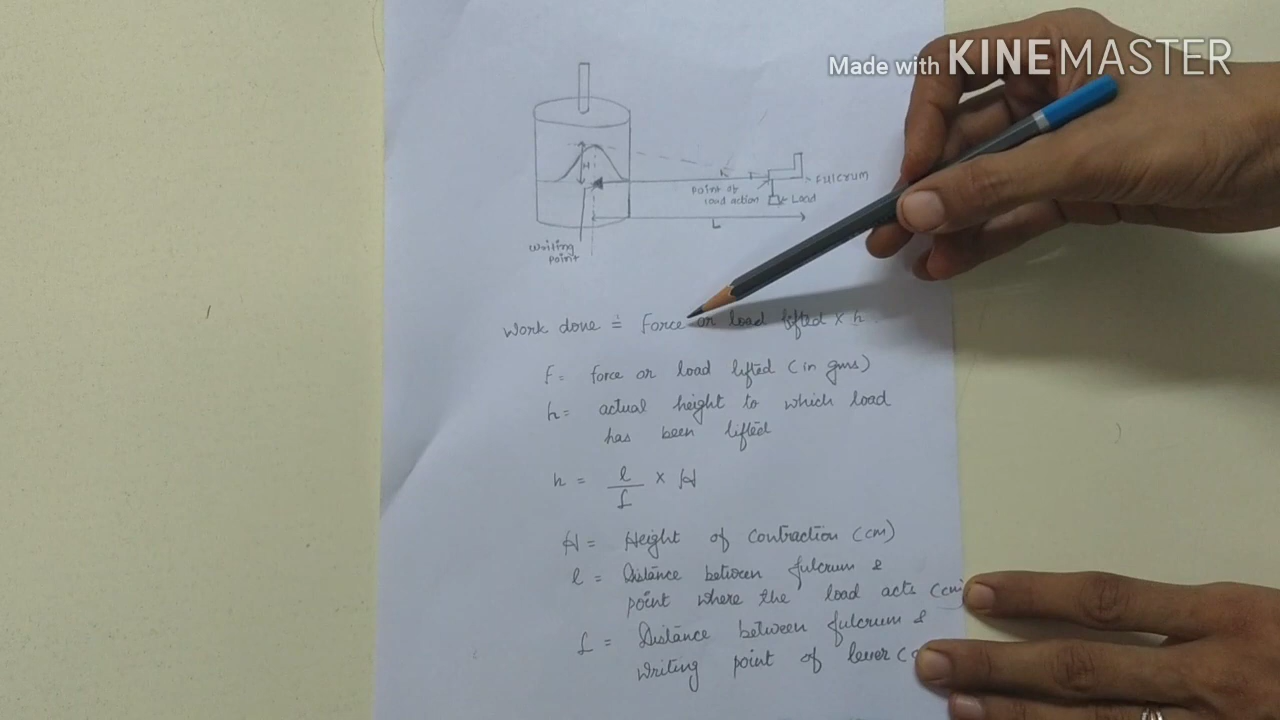 Made with KINEMASTER
H
Fulcrum
Point of
load action
Load
L
Writing
Point
Work done = Force or load lifted x h.
F = force or load lifted (in gms)
h = actual height to which load
has been lifted
h = l/L x H
H = Height of contraction (cm)
l = Distance between fulcrum &
point where the load acts (cm)
L = Distance between fulcrum &
writing point of lever (c